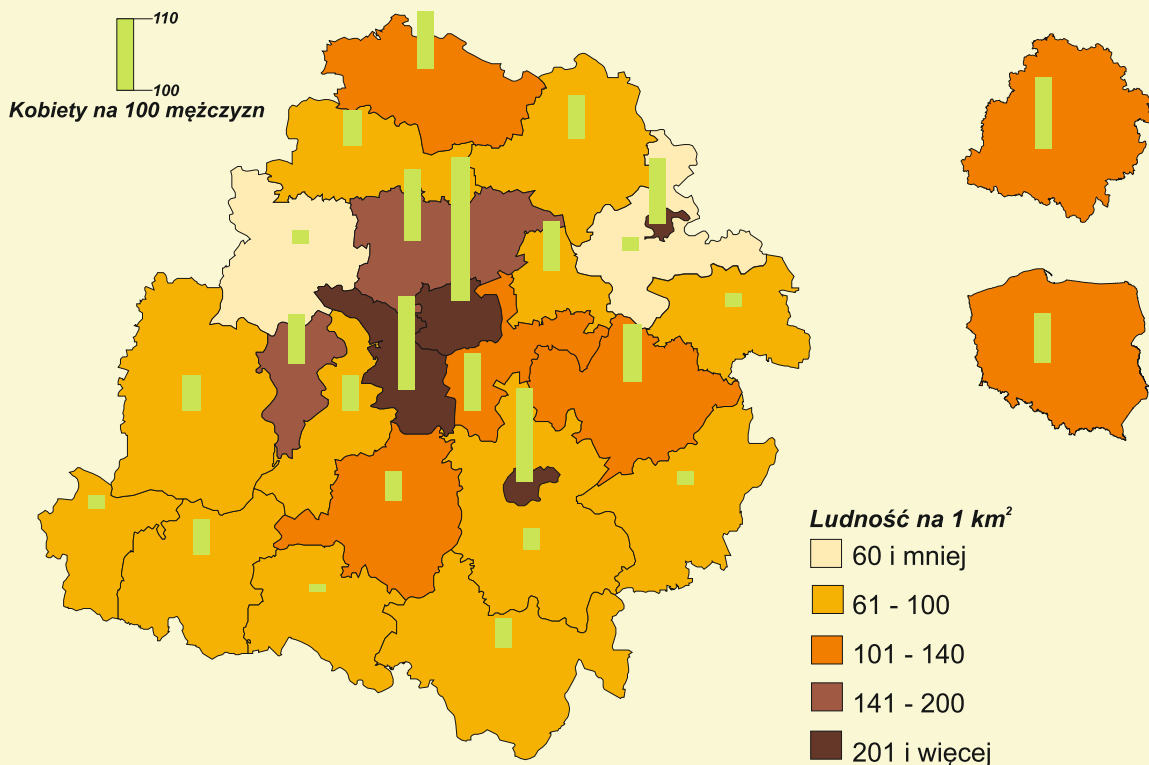 110
100
Kobiety na 100 mężczyzn
Ludność na 1 km²
60 i mniej
61 - 100
101 - 140
141 - 200
201 i więcej